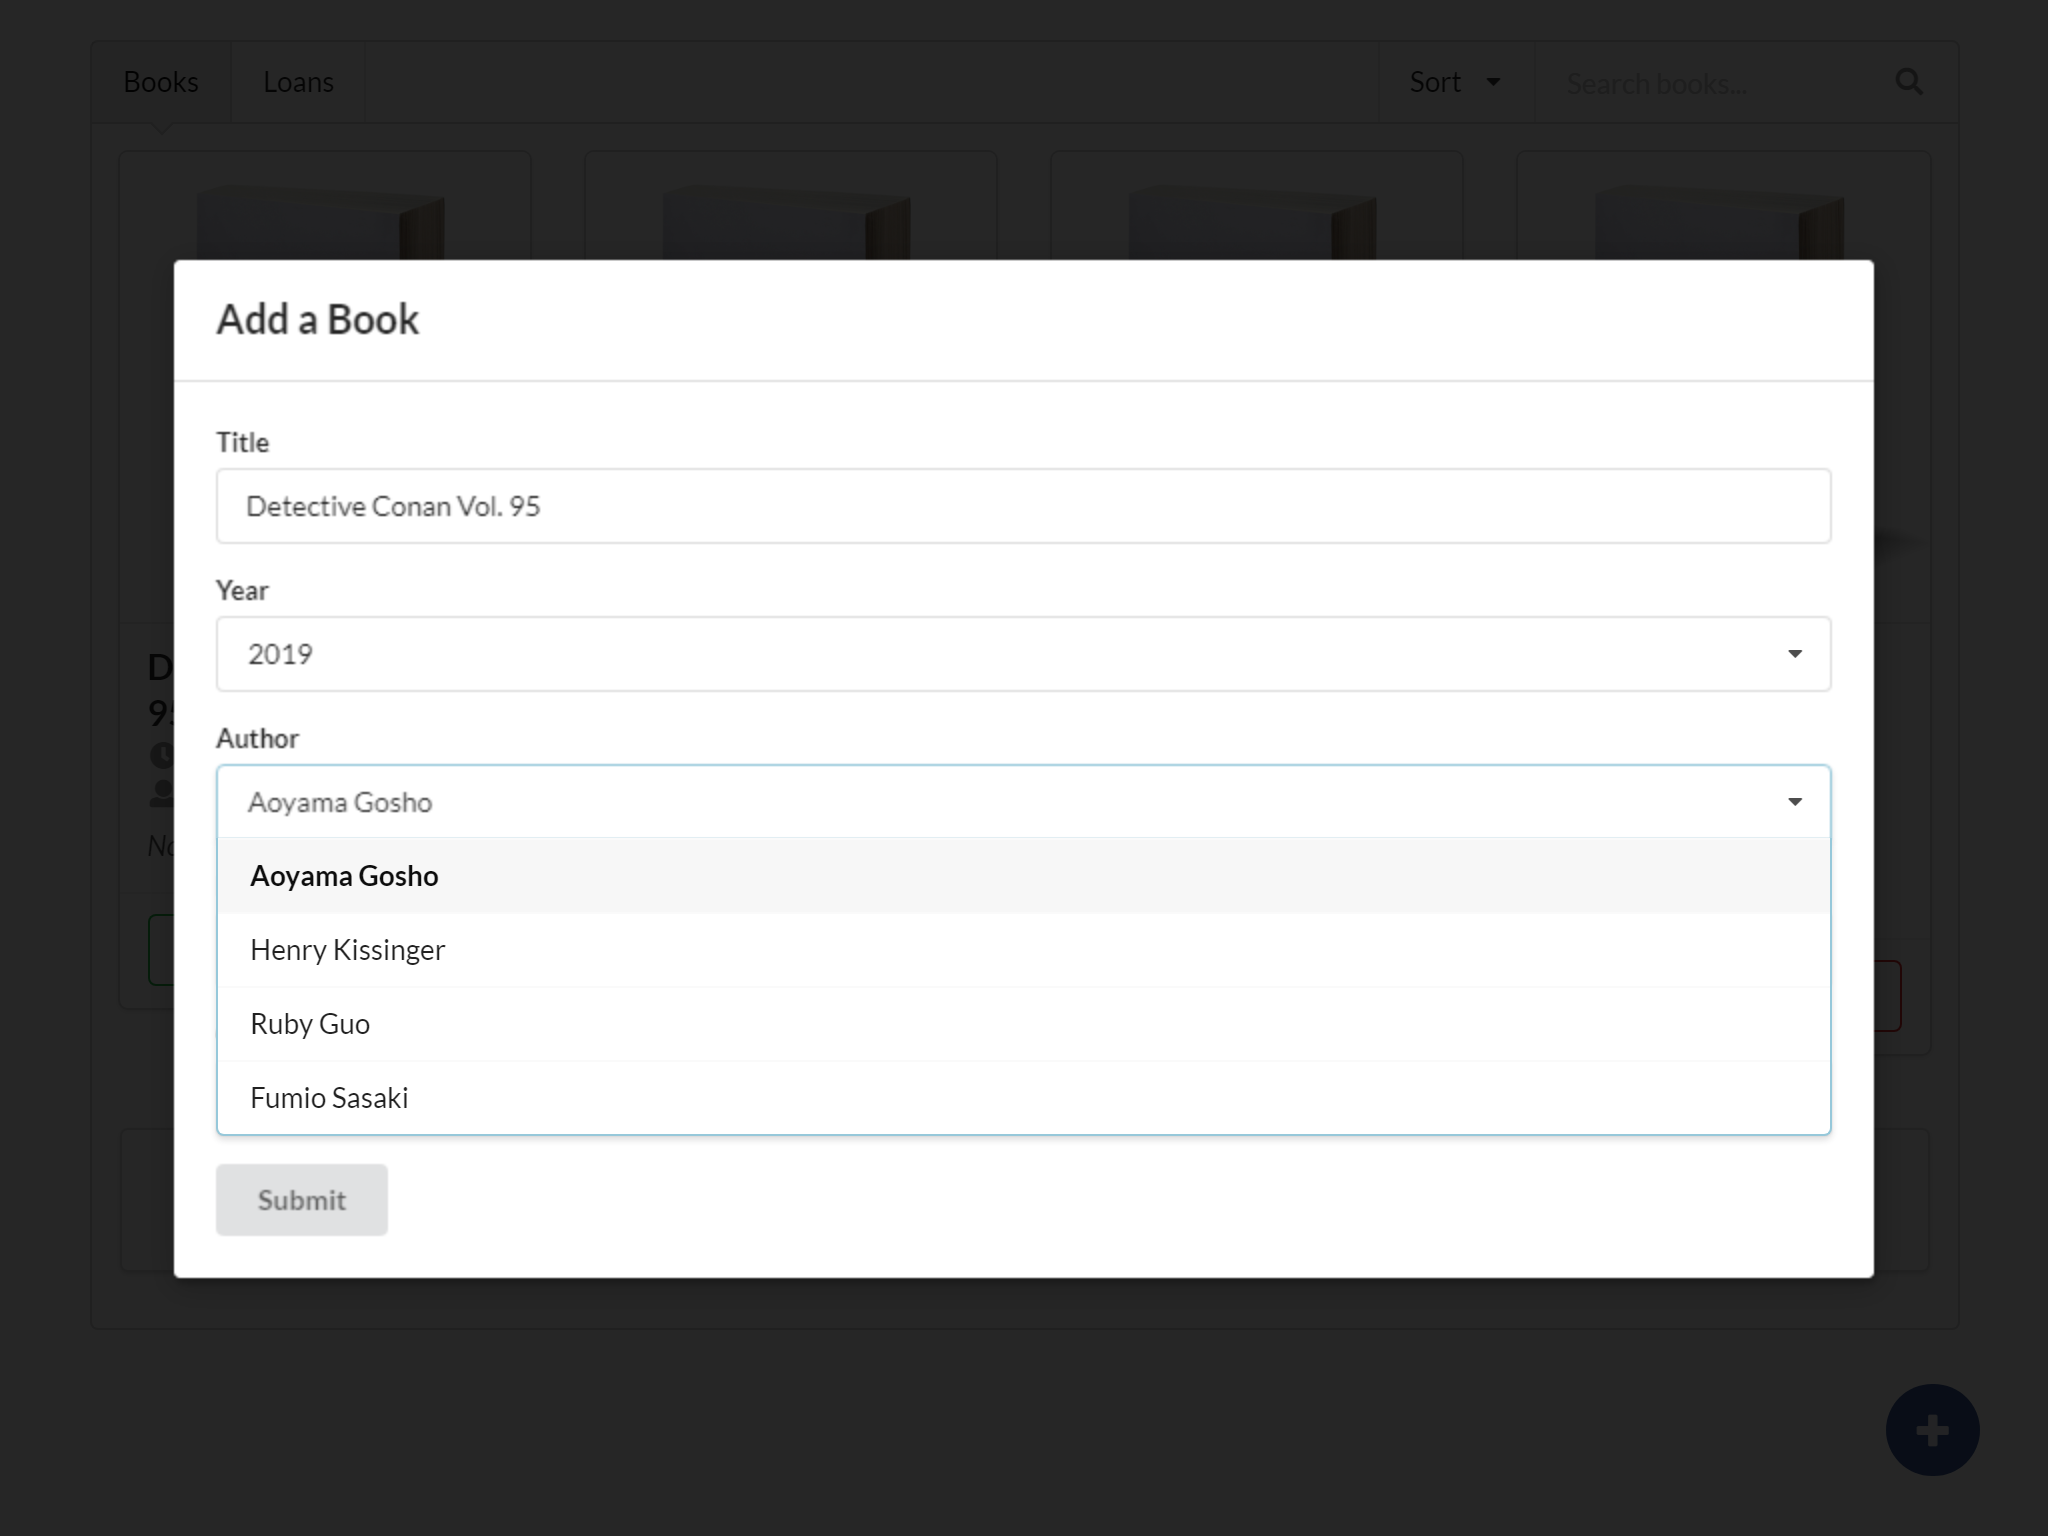 Books
Loans
Sort
Search books...
Add a Book
Title
Detective Conan Vol. 95
Year
2019
Author
Aoyama Gosho
Aoyama Gosho
Henry Kissinger
Ruby Guo
Fumio Sasaki
Submit